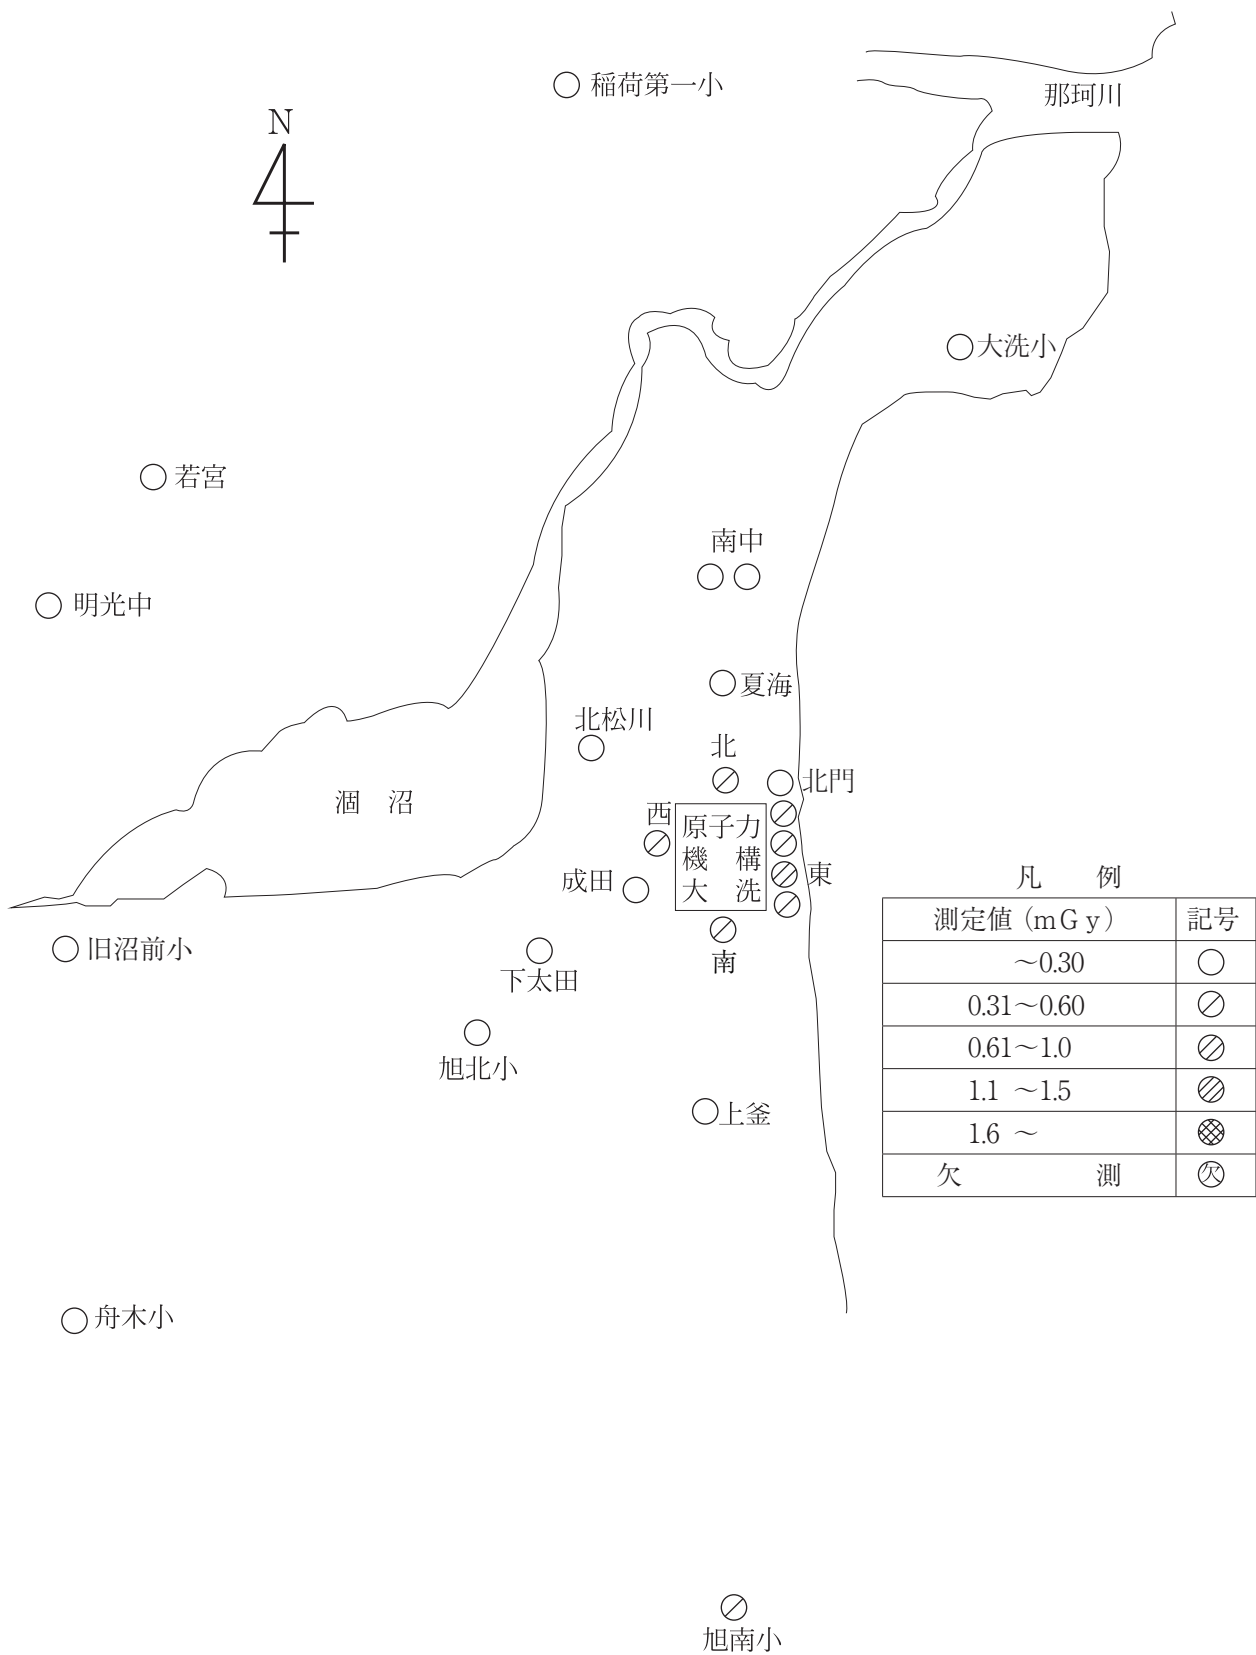 稲荷第一小
那珂川
N
大洗小
若宮
南中
明光中
夏海
北松川
北
北門
涸 沼
西
原子力
機 構
大 洗
成田
東
南
旧沼前小
下太田
旭北小
上釜
凡 例
測定値(mGy) 記号
～0.30
0.31～0.60
0.61～1.0
1.1 ～1.5
1.6 ～
欠 測 欠
舟木小
旭南小